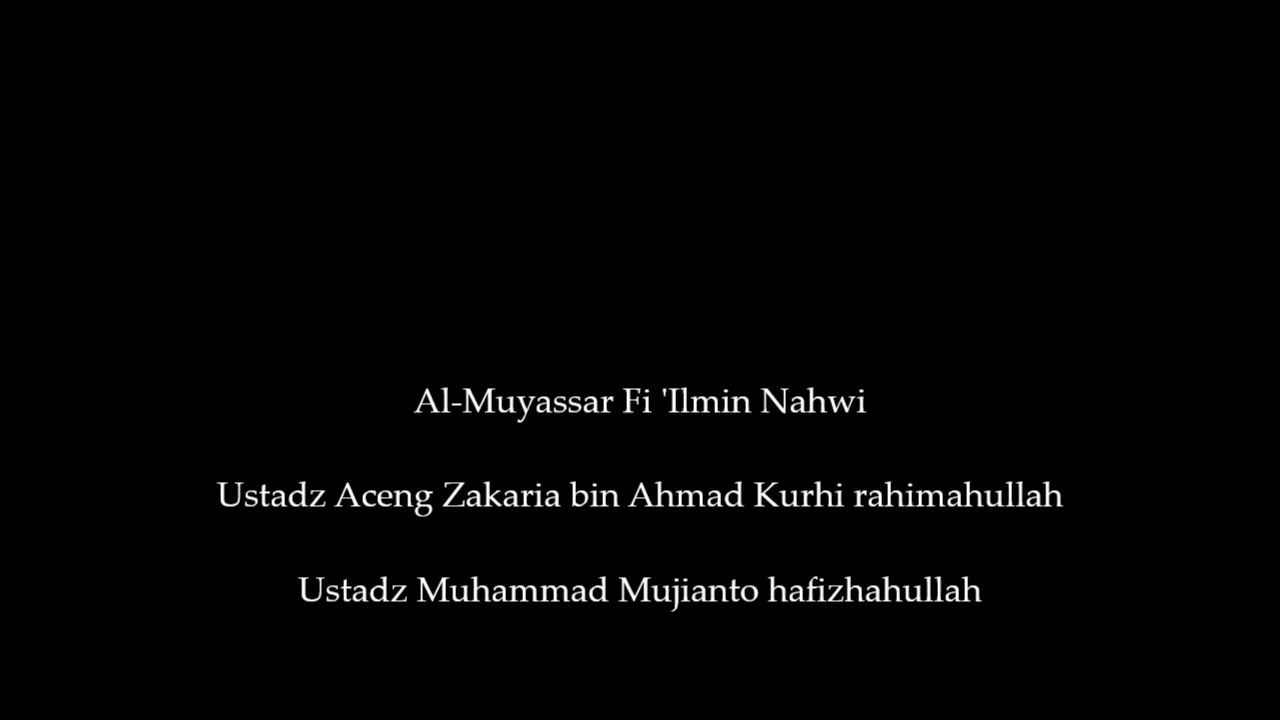 Al-Muyassar Fi 'Ilmin Nahwi
Ustadz Aceng Zakaria bin Ahmad Kurhi rahimahullah
Ustadz Muhammad Mujianto hafizhahullah